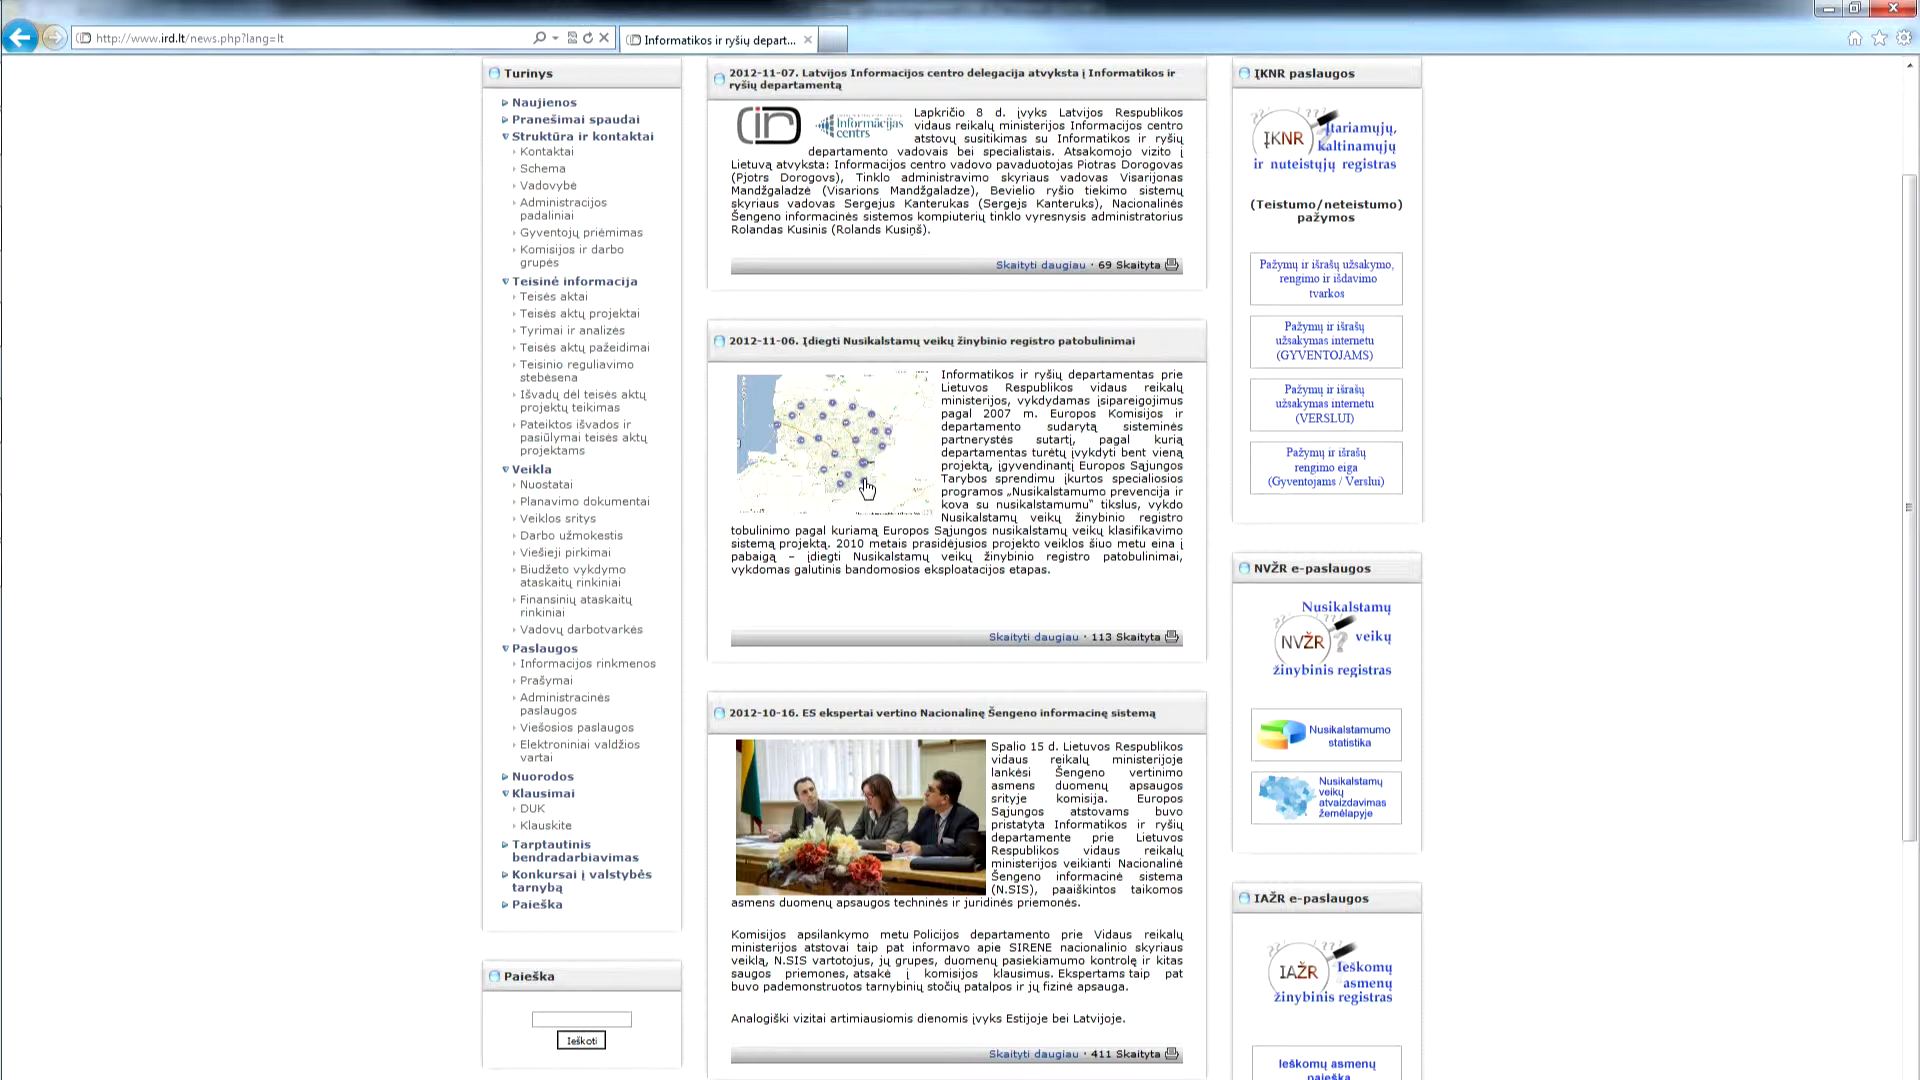 http://www.ird.lt/news.php?lang=lt
Informatikos ir ryšių depart...
Turinys
Naujienos
Pranešimai spaudai
Struktūra ir kontaktai
Kontaktai
Schema
Vadovybė
Administracijos
padaliniai
Gyventojų priėmimas
Komisijos ir darbo
grupės
Teisinė informacija
Teisės aktai
Teisės aktų projektai
Tyrimai ir analizės
Teisės aktų pažeidimai
Teisinio reguliavimo
stebėsena
Išvadų dėl teisės aktų
projektų teikimas
Pateiktos išvados ir
pasiūlymai teisės aktų
projektams
Veikla
Nuostatai
Planavimo dokumentai
Veiklos sritys
Darbo užmokestis
Viešieji pirkimai
Biudžeto vykdymo
ataskaitų rinkiniai
Finansinių ataskaitų
rinkiniai
Vadovų darbotvarkės
Paslaugos
Informacijos rinkmenos
Prašymai
Administracinės
paslaugos
Viešosios paslaugos
Elektroniniai valdžios
vartai
Nuorodos
Klausimai
DUK
Klauskite
Tarptautinis
bendradarbiavimas
Konkursai į valstybės
tarnybą
Paieška
Paieška
Ieškoti
2012-11-07. Latvijos Informacijos centro delegacija atvyksta į Informatikos ir
ryšių departamentą
Informācijas
centrs
Lapkričio 8 d. įvyks Latvijos Respublikos
vidaus reikalų ministerijos Informacijos centro
atstovų susitikimas su Informatikos ir ryšių
departamento vadovais bei specialistais. Atsakomojo vizito į
Lietuvą atvyksta: Informacijos centro vadovo pavaduotojas Piotras Dorogovas
(Pjotrs Dorogovs), Tinklo administravimo skyriaus vadovas Visarijonas
Mandžgaladzė (Visarions Mandžgaladze), Bevielio ryšio tiekimo sistemų
skyriaus vadovas Sergejus Kanterukas (Sergejs Kanteruks), Nacionalinės
Šengeno informacinės sistemos kompiuterių tinklo vyresnysis administratorius
Rolandas Kusinis (Rolands Kusiņš).
Skaityti daugiau · 69 Skaityta
2012-11-06. Įdiegti Nusikalstamų veikų žinybinio registro patobulinimai
Informatikos ir ryšių departamentas prie
Lietuvos Respublikos vidaus reikalų
ministerijos, vykdydamas įsipareigojimus
pagal 2007 m. Europos Komisijos ir
departamento sudarytą sisteminės
partnerystės sutartį, pagal kurią
departamentas turėtų įvykdyti bent vieną
projektą, įgyvendinantį Europos Sąjungos
Tarybos sprendimu įkurtos specialiosios
programos „Nusikalstamumo prevencija ir
kova su nusikalstamumu“ tikslus, vykdo
Nusikalstamų veikų žinybinio registro
tobulinimo pagal kuriamą Europos Sąjungos nusikalstamų veikų klasifikavimo
sistemą projektą. 2010 metais prasidėjusios projekto veiklos šiuo metu eina į
pabaigą – įdiegti Nusikalstamų veikų žinybinio registro patobulinimai,
vykdomas galutinis bandomosios eksploatacijos etapas.
Skaityti daugiau · 113 Skaityta
2012-10-16. ES ekspertai vertino Nacionalinę Šengeno informacinę sistemą
Spalio 15 d. Lietuvos Respublikos
vidaus reikalų ministerijoje
lankėsi Šengeno vertinimo
asmens duomenų apsaugos
srityje komisija. Europos
Sąjungos atstovams buvo
pristatyta Informatikos ir ryšių
departamente prie Lietuvos
Respublikos vidaus reikalų
ministerijos veikianti Nacionalinė
Šengeno informacinė sistema
(N.SIS), paaiškintos taikomos
asmens duomenų apsaugos techninės ir juridinės priemonės.
Komisijos apsilankymo metu Policijos departamento prie Vidaus reikalų
ministerijos atstovai taip pat informavo apie SIRENE nacionalinio skyriaus
veiklą, N.SIS vartotojus, jų grupes, duomenų pasiekiamumo kontrolę ir kitas
saugos priemones, atsakė į komisijos klausimus. Ekspertams taip pat
buvo pademonstruotos tarnybinių stočių patalpos ir jų fizinė apsauga.
Analogiški vizitai artimiausiomis dienomis įvyks Estijoje bei Latvijoje.
Skaityti daugiau · 411 Skaityta
ĮKNR paslaugos
ĮKNR
Įtariamųjų,
kaltinamųjų
ir nuteistųjų registras
(Teistumo/neteistumo)
pažymos
Pažymų ir išrašų užsakymo,
rengimo ir išdavimo
tvarkos
Pažymų ir išrašų
užsakymas internetu
(GYVENTOJAMS)
Pažymų ir išrašų
užsakymas internetu
(VERSLUI)
Pažymų ir išrašų
rengimo eiga
(Gyventojams / Verslui)
NVŽR e-paslaugos
Nusikalstamų
NVŽR
veikų
žinybinis registras
Nusikalstamumo
statistika
Nusikalstamų
veikų
atvaizdavimas
žemėlapyje
IAŽR e-paslaugos
IAŽR
Ieškomų
asmenų
žinybinis registras
Ieškomų asmenų
paieška